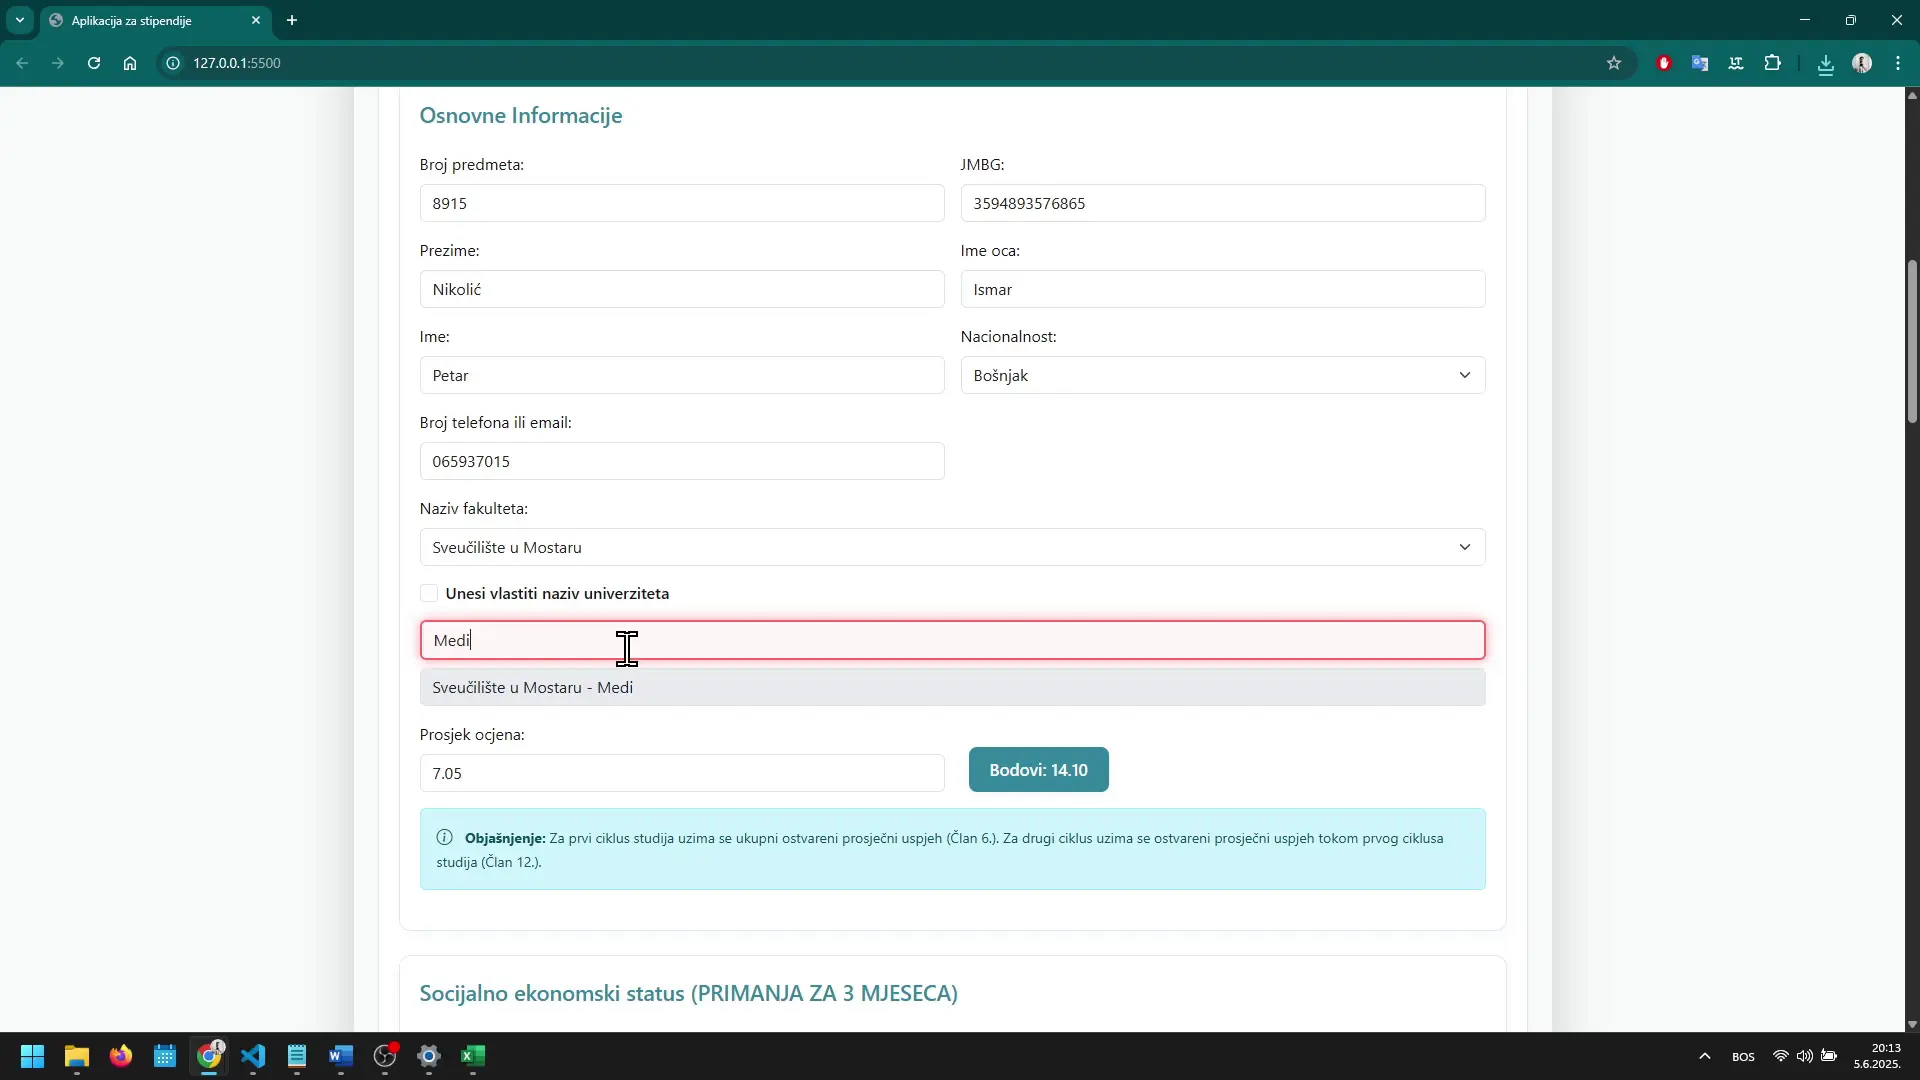 Aplikacija za stipendije
127.0.0.1:5500
Osnovne Informacije
Broj predmeta:
JMBG:
8915
3594893576865
Prezime:
Ime oca:
Nikolić
Ismar
Ime:
Nacionalnost:
Petar
Bošnjak
Broj telefona ili email:
065937015
Naziv fakulteta:
Sveučilište u Mostaru
Unesi vlastiti naziv univerziteta
Medi
Sveučilište u Mostaru - Medi
Prosjek ocjena:
7.05
Bodovi: 14.10
Objašnjenje: Za prvi ciklus studija uzima se ukupni ostvareni prosječni uspjeh (Član 6.). Za drugi ciklus uzima se ostvareni prosječni uspjeh tokom prvog ciklusa
studija (Član 12.).
Socijalno ekonomski status (PRIMANJA ZA 3 MJESECA)
BOS
20:13
5.6.2025.